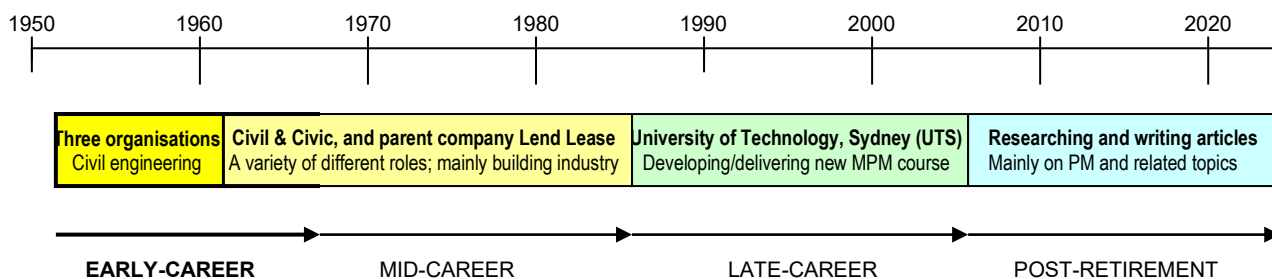 1950 1960 1970 1980 1990 2000 2010 2020
Three organisations
Civil engineering
Civil & Civic, and parent company Lend Lease
A variety of different roles; mainly building industry
University of Technology, Sydney (UTS)
Developing/delivering new MPM course
Researching and writing articles
Mainly on PM and related topics
EARLY-CAREER MID-CAREER LATE-CAREER POST-RETIREMENT